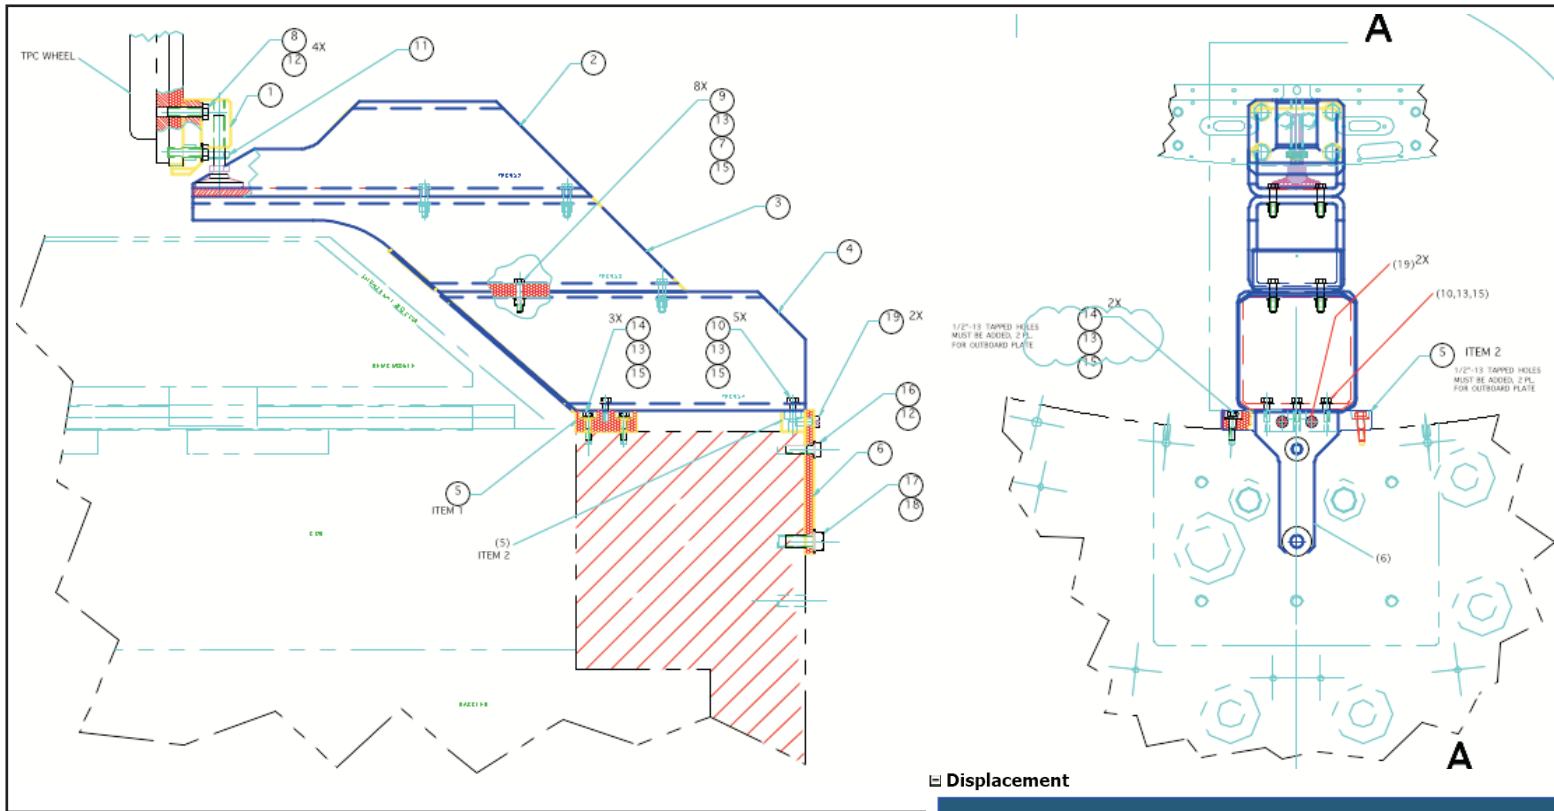 A
TPC WHEEL
8
4X
12
11
1
2
8X
9
13
7
15
3
4
3X
14
13
15
5X
10
13
15
19
2X
16
12
6
17
18
5
ITEM 1
(5)
ITEM 2
(19)
2X
(10,13,15)
2X
14
13
15
1/2"-13 TAPPED HOLES
MUST BE ADDED, 2 PL.
FOR OUTBOARD PLATE
5
ITEM 2
1/2"-13 TAPPED HOLES
MUST BE ADDED, 2 PL.
FOR OUTBOARD PLATE
(6)
A
Displacement